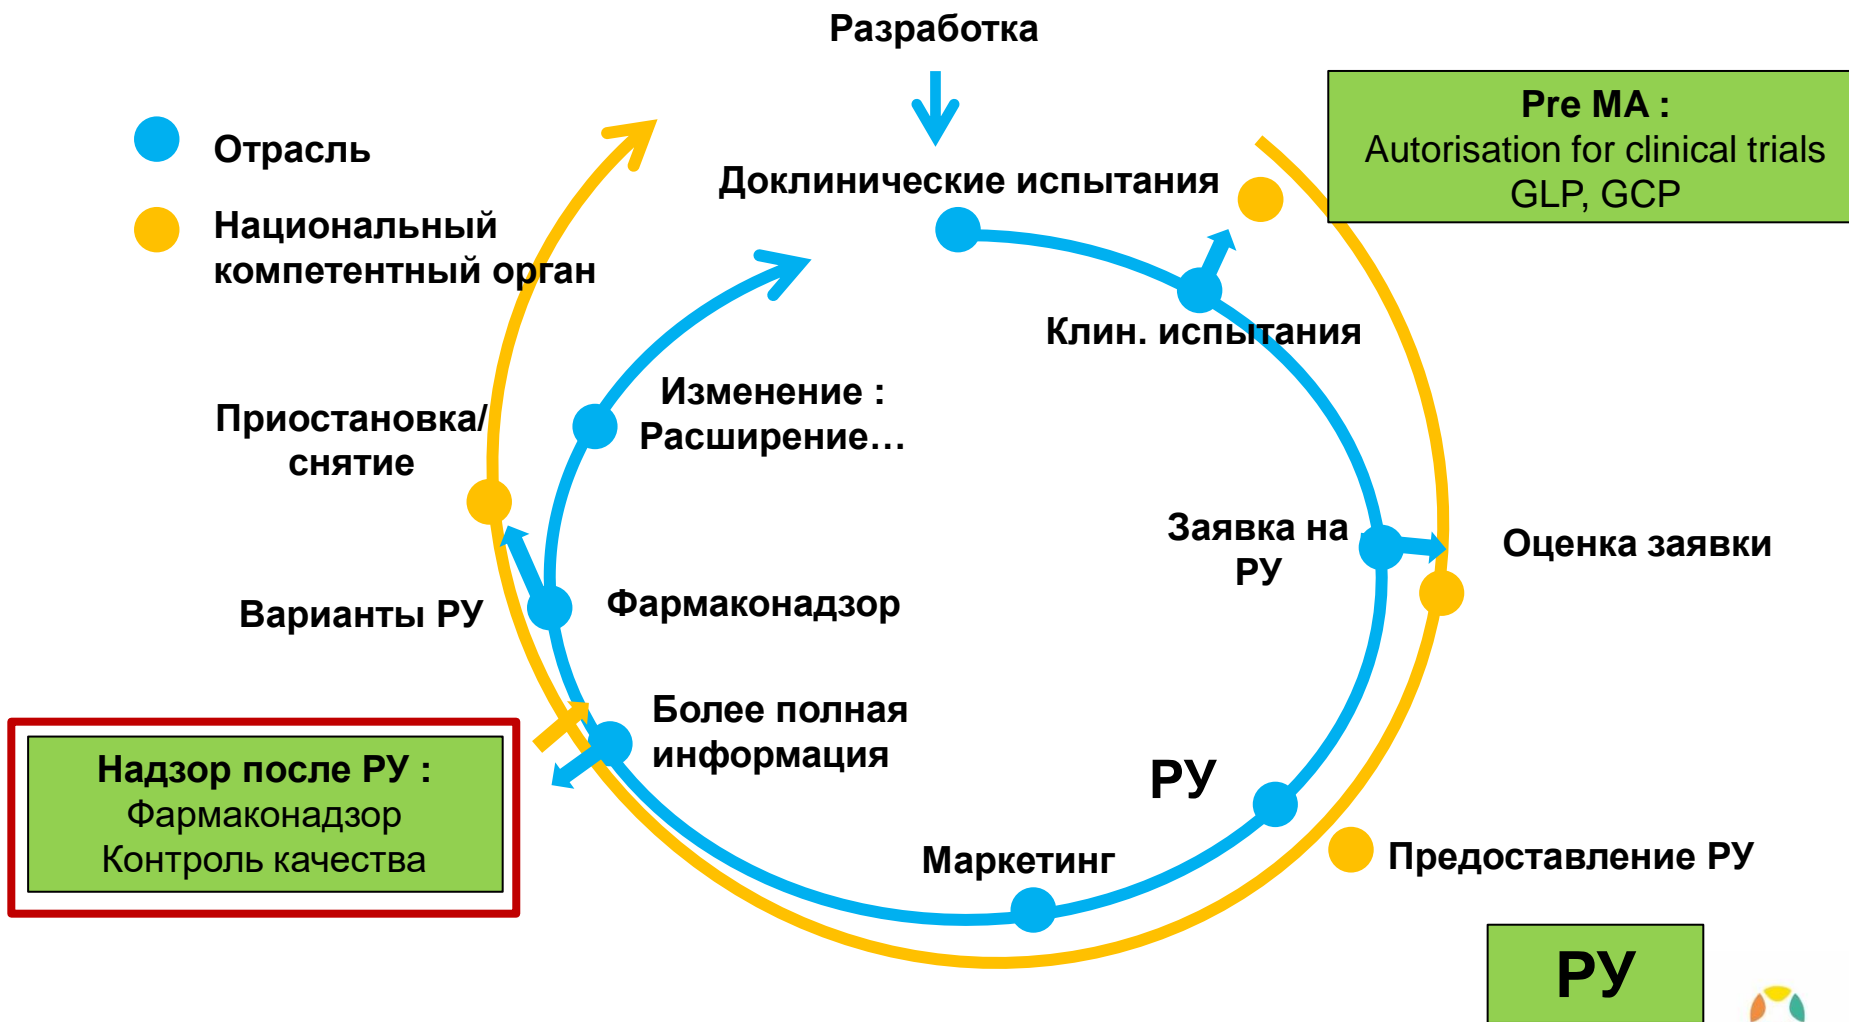 Разработка
Отрасль
Национальный
компетентный орган
Pre MA :
Autorisation for clinical trials
GLP, GCP
Доклинические испытания
Клин. испытания
Изменение :
Расширение…
Приостановка/
снятие
Заявка на
РУ
Оценка заявки
Варианты РУ
Фармаконадзор
Более полная
информация
Надзор после РУ :
Фармаконадзор
Контроль качества
РУ
Маркетинг
Предоставление РУ
РУ